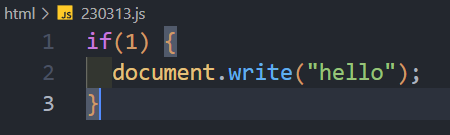 html > JS 230313.js
1 if(1) {
2 document.write("hello");
3 }